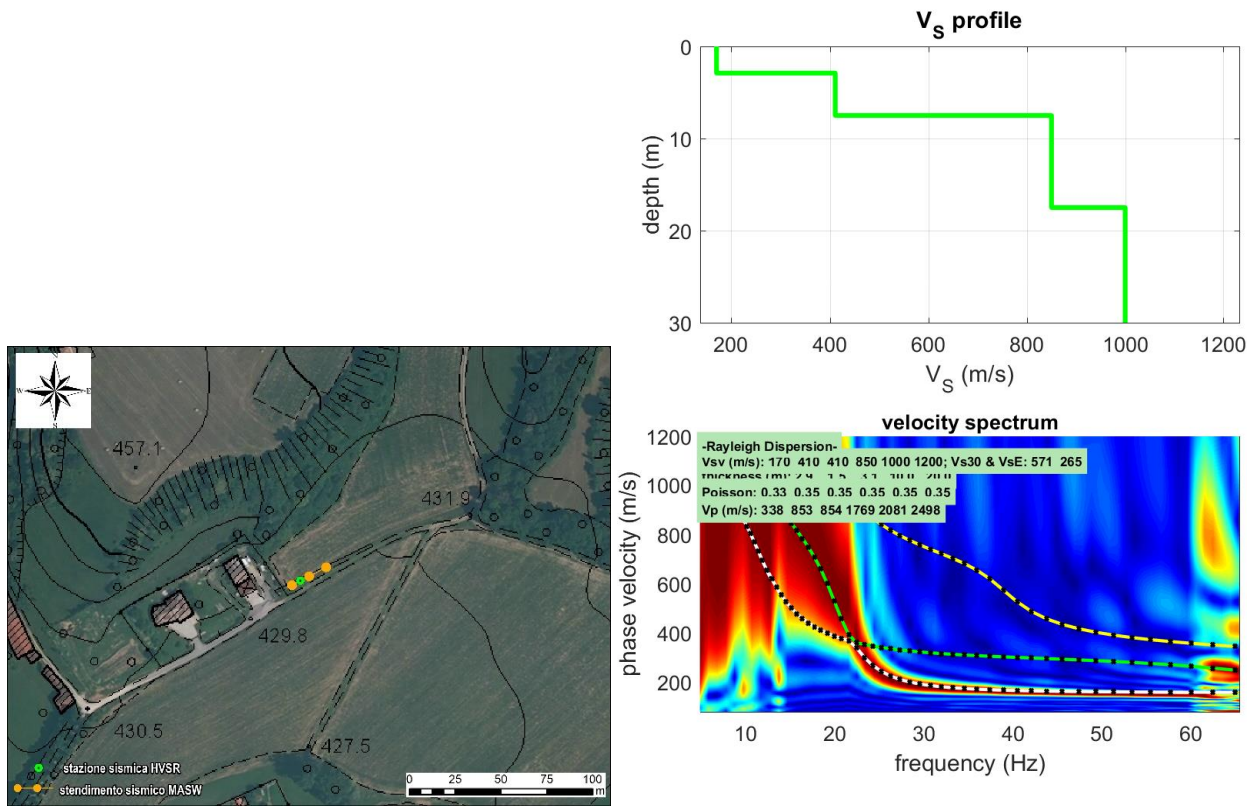 V_S profile
0
10
20
30
depth (m)
200
400
600
800
1000
1200
V_S (m/s)
N
W
E
S
457.1
431.9
429.8
430.5
427.5
stazione sismica HVSR
stendimento sismico MASW
0
25
50
75
100
m
velocity spectrum
-Rayleigh Dispersion-
Vsv (m/s): 170 410 410 850 1000 1200; Vs30 & VsE: 571 265
Poisson: 0.33 0.35 0.35 0.35 0.35 0.35
Vp (m/s): 338 853 854 1769 2081 2498
1200
1000
800
600
400
200
phase velocity (m/s)
10
20
30
40
50
60
frequency (Hz)